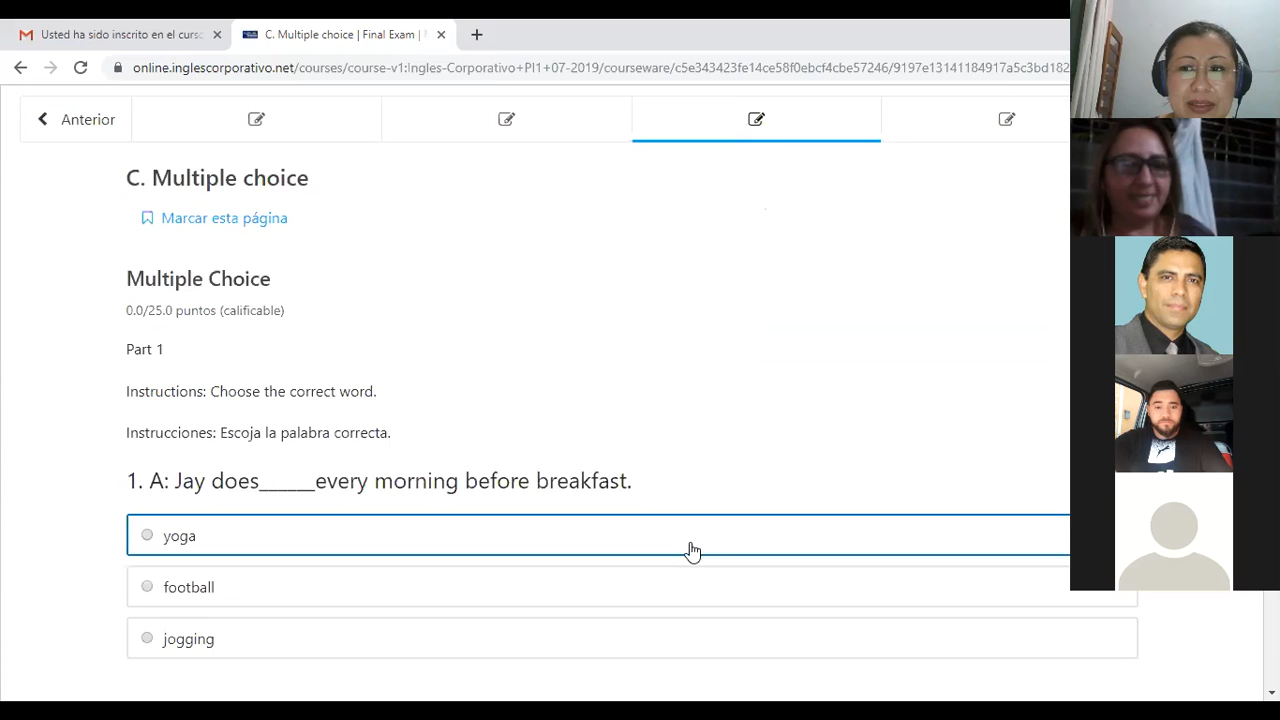 Usted ha sido inscrito en el curso
C. Multiple choice | Final Exam |
online.inglescorporativo.net/courses/course-v1:Ingles-Corporativo+PI1+07-2019/courseware/c5e343423fe14ce58f0ebcf4cbe57246/9197e13141184917a5c3bd182
Anterior
C. Multiple choice
Marcar esta página
Multiple Choice
0.0/25.0 puntos (calificable)
Part 1
Instructions: Choose the correct word.
Instrucciones: Escoja la palabra correcta.
1. A: Jay does______every morning before breakfast.
yoga
football
jogging